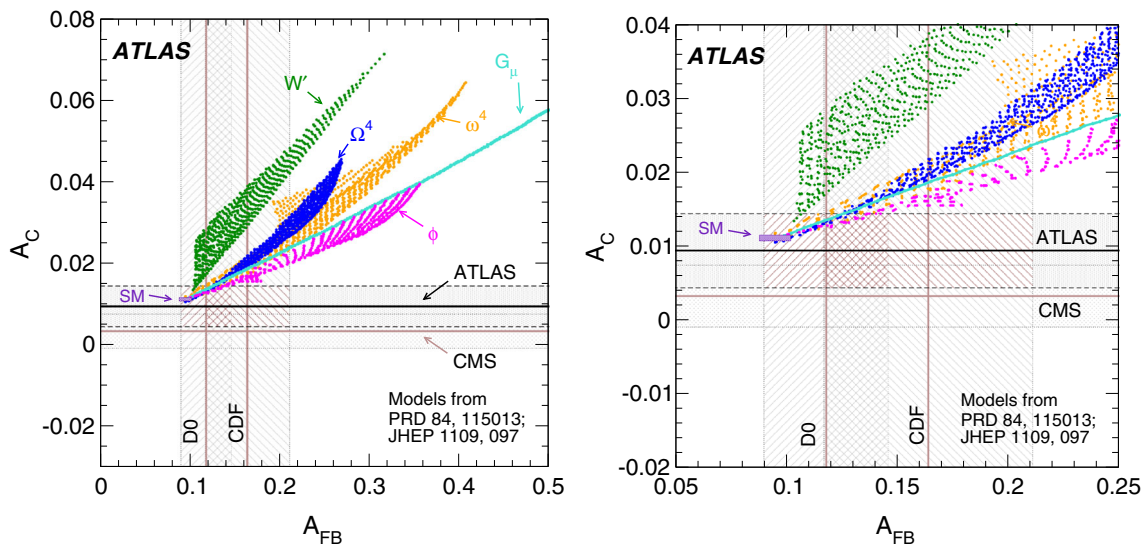 ATLAS
A_C
0.08
0.06
0.04
0.02
0
-0.02
W′
Ω^4
ω^4
G_μ
φ
SM
ATLAS
CMS
D0
CDF
Models from
PRD 84, 115013;
JHEP 1109, 097
0
0.1
0.2
0.3
0.4
0.5
A_FB
ATLAS
A_C
0.04
0.03
0.02
0.01
0
-0.01
-0.02
SM
ATLAS
CMS
D0
CDF
Models from
PRD 84, 115013;
JHEP 1109, 097
0.05
0.1
0.15
0.2
0.25
A_FB